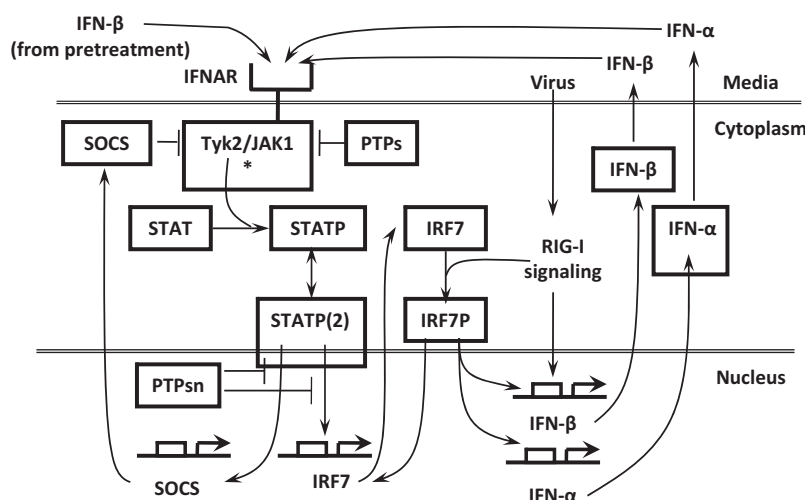 IFN-β
(from pretreatment)
IFN-α
IFNAR
IFN-β
Virus
Media
Cytoplasm
SOCS
Tyk2/JAK1
*
PTPs
IFN-β
STAT
STATP
IRF7
IFN-α
RIG-I
signaling
STATP(2)
IRF7P
PTPsn
Nucleus
IFN-β
SOCS
IRF7
IFN-α